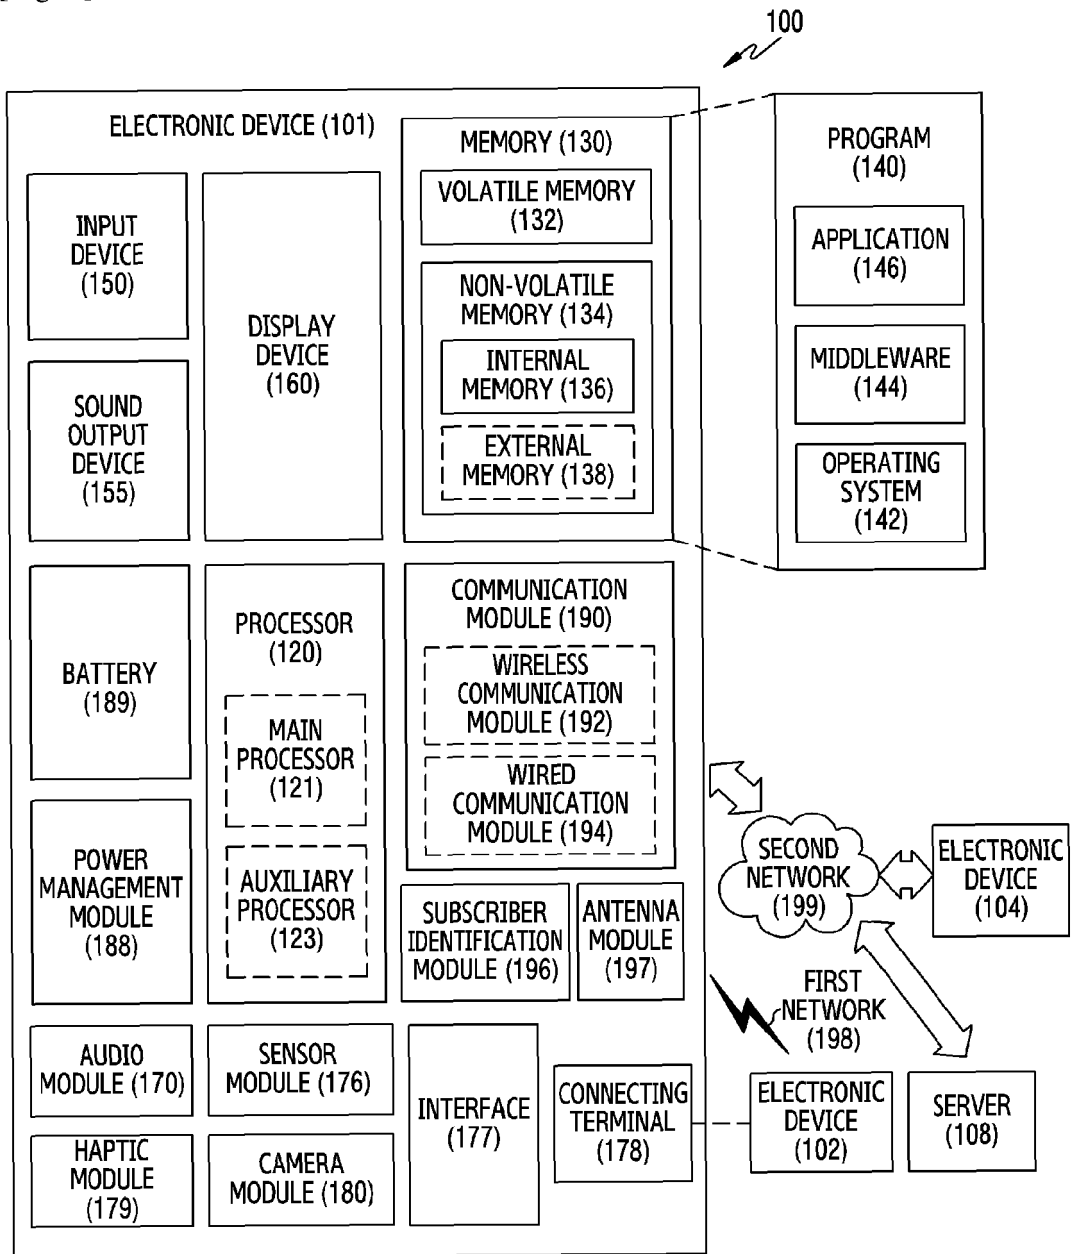 100
ELECTRONIC DEVICE (101)
INPUT
DEVICE
(150)
SOUND
OUTPUT
DEVICE
(155)
DISPLAY
DEVICE
(160)
MEMORY (130)
VOLATILE MEMORY
(132)
NON-VOLATILE
MEMORY (134)
INTERNAL
MEMORY (136)
EXTERNAL
MEMORY (138)
PROGRAM
(140)
APPLICATION
(146)
MIDDLEWARE
(144)
OPERATING
SYSTEM
(142)
BATTERY
(189)
POWER
MANAGEMENT
MODULE
(188)
PROCESSOR
(120)
MAIN
PROCESSOR
(121)
AUXILIARY
PROCESSOR
(123)
COMMUNICATION
MODULE (190)
WIRELESS
COMMUNICATION
MODULE (192)
WIRED
COMMUNICATION
MODULE (194)
SUBSCRIBER
IDENTIFICATION
MODULE (196)
ANTENNA
MODULE
(197)
SECOND
NETWORK
(199)
ELECTRONIC
DEVICE
(104)
FIRST
NETWORK
(198)
AUDIO
MODULE (170)
SENSOR
MODULE (176)
HAPTIC
MODULE
(179)
CAMERA
MODULE (180)
INTERFACE
(177)
CONNECTING
TERMINAL
(178)
ELECTRONIC
DEVICE
(102)
SERVER
(108)